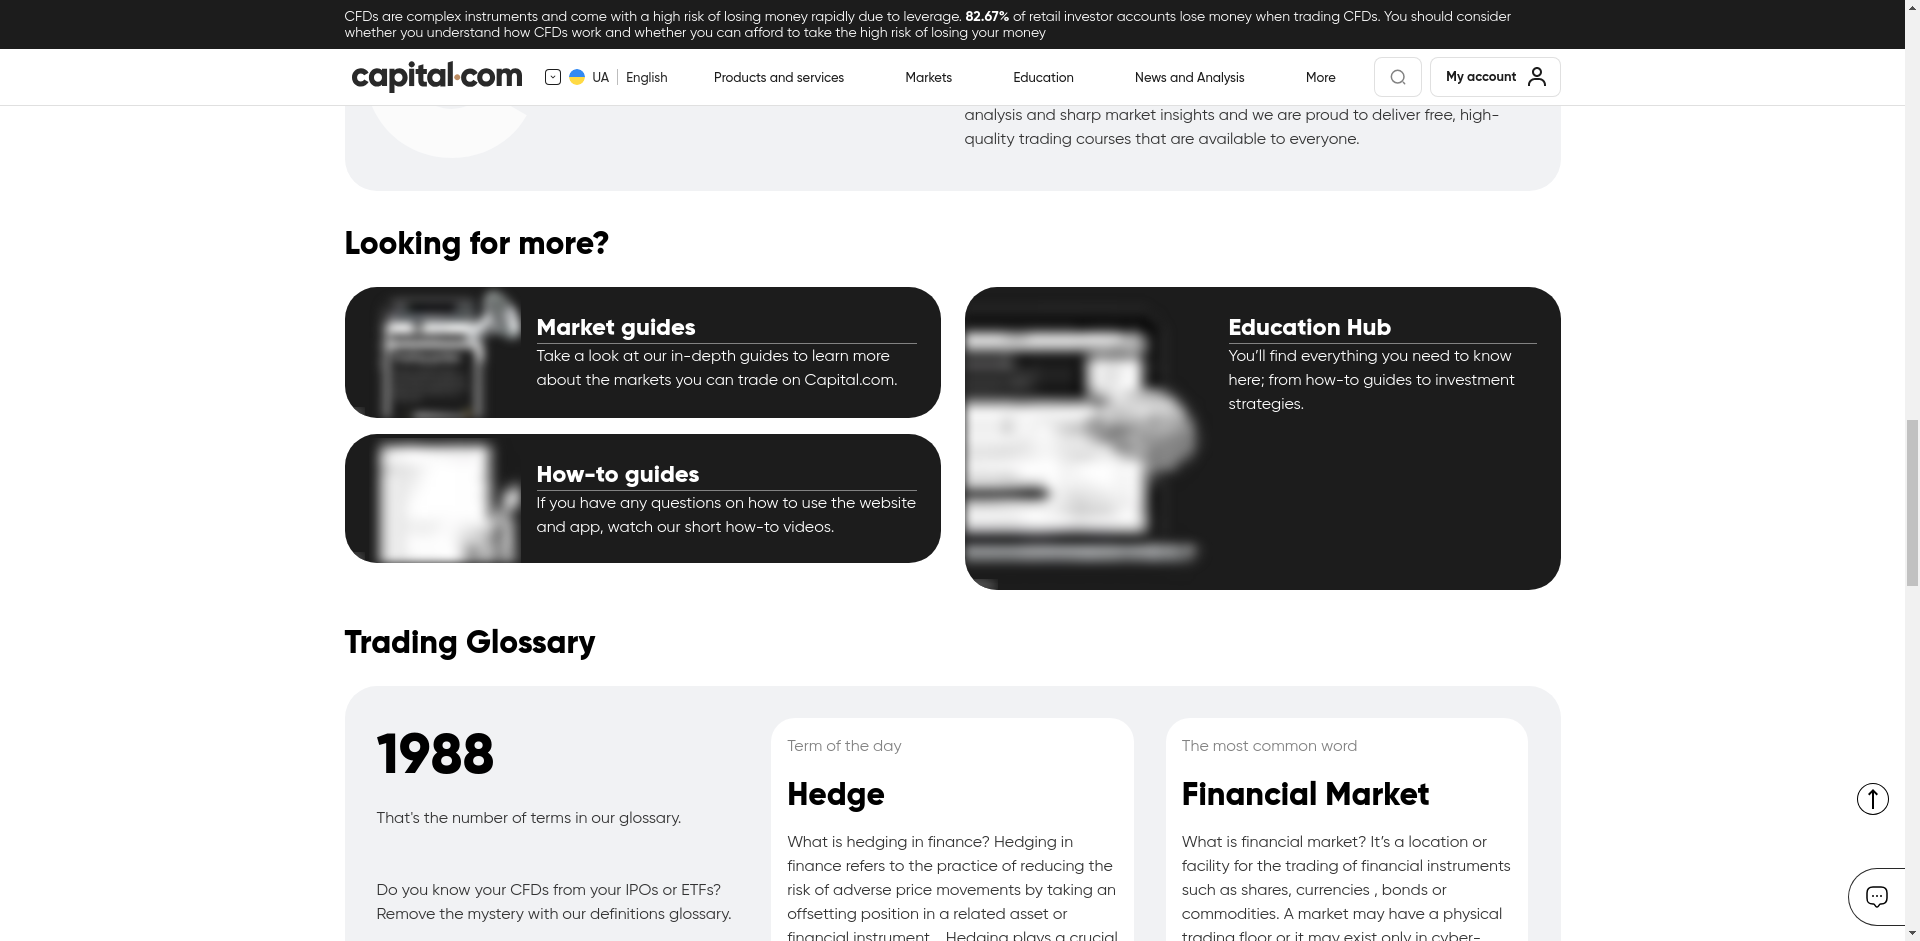 CFDs are complex instruments and come with a high risk of losing money rapidly due to leverage. 82.67% of retail investor accounts lose money when trading CFDs. You should consider
whether you understand how CFDs work and whether you can afford to take the high risk of losing your money
capital.com
UA English
Products and services
Markets
Education
News and Analysis
More
My account
analysis and sharp market insights and we are proud to deliver free, high-
quality trading courses that are available to everyone.
Looking for more?
Market guides
Take a look at our in-depth guides to learn more
about the markets you can trade on Capital.com.
How-to guides
If you have any questions on how to use the website
and app, watch our short how-to videos.
Education Hub
You’ll find everything you need to know
here; from how-to guides to investment
strategies.
Trading Glossary
1988
That's the number of terms in our glossary.
Do you know your CFDs from your IPOs or ETFs?
Remove the mystery with our definitions glossary.
Term of the day
Hedge
What is hedging in finance? Hedging in
finance refers to the practice of reducing the
risk of adverse price movements by taking an
offsetting position in a related asset or
financial instrument. Hedging plays a crucial
The most common word
Financial Market
What is financial market? It’s a location or
facility for the trading of financial instruments
such as shares, currencies , bonds or
commodities. A market may have a physical
trading floor or it may exist only in cyber-